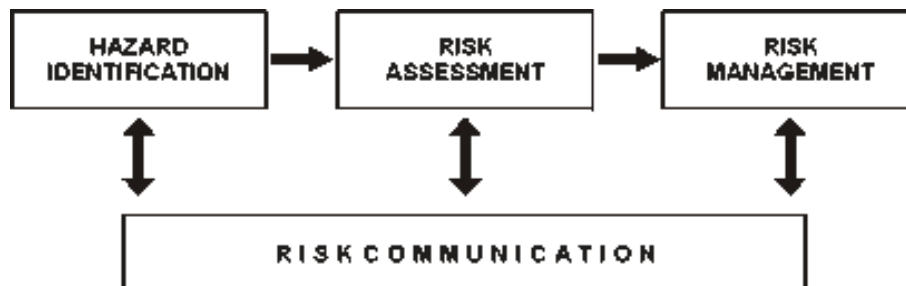 HAZARD
IDENTIFICATION
RISK
ASSESSMENT
RISK
MANAGEMENT
RISK COMMUNICATION